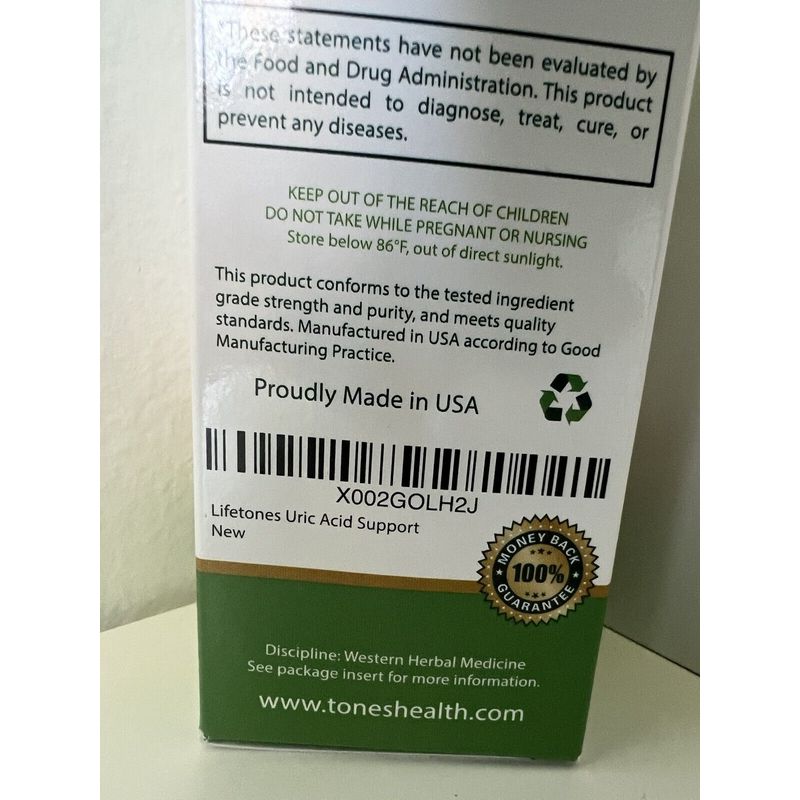 *These statements have not been evaluated by
the Food and Drug Administration. This product
is not intended to diagnose, treat, cure, or
prevent any diseases.
KEEP OUT OF THE REACH OF CHILDREN
DO NOT TAKE WHILE PREGNANT OR NURSING
Store below 86°F, out of direct sunlight.
This product conforms to the tested ingredient
grade strength and purity, and meets quality
standards. Manufactured in USA according to Good
Manufacturing Practice.
Proudly Made in USA
X002GOLH2J
Lifetones Uric Acid Support
New
MONEY BACK
100%
GUARANTEE
Discipline: Western Herbal Medicine
See package insert for more information.
www.toneshealth.com